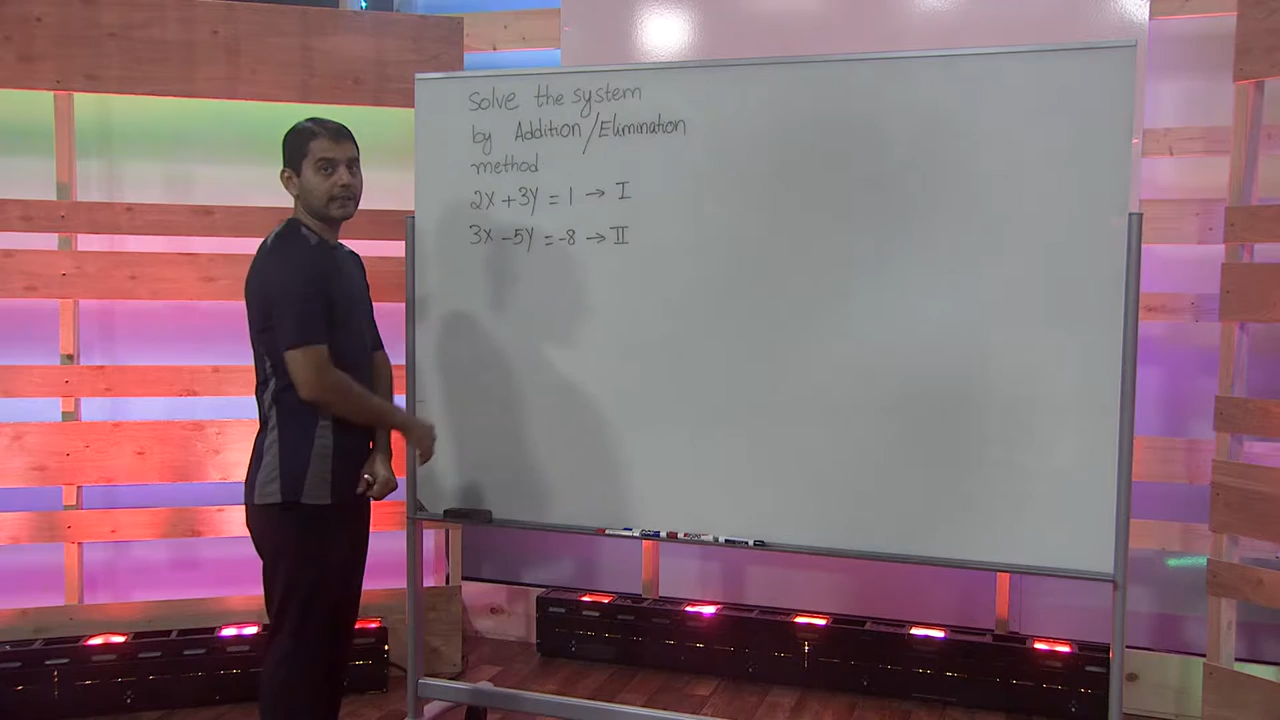 Solve the system
by Addition/Elimination
method
2x + 3y = 1 → I
3x - 5y = -8 → II